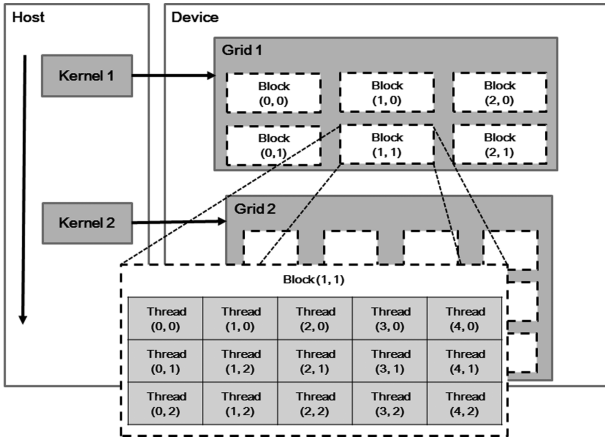 Host
Device
Grid 1
Kernel 1
Block
(0, 0)
Block
(1, 0)
Block
(2, 0)
Block
(0,1)
Block
(1, 1)
Block
(2, 1)
Kernel 2
Grid 2
Block(1, 1)
Thread
(0, 0)
Thread
(1, 0)
Thread
(2, 0)
Thread
(3, 0)
Thread
(4, 0)
Thread
(0, 1)
Thread
(1, 2)
Thread
(2, 1)
Thread
(3, 1)
Thread
(4, 1)
Thread
(0, 2)
Thread
(1, 2)
Thread
(2, 2)
Thread
(3, 2)
Thread
(4, 2)